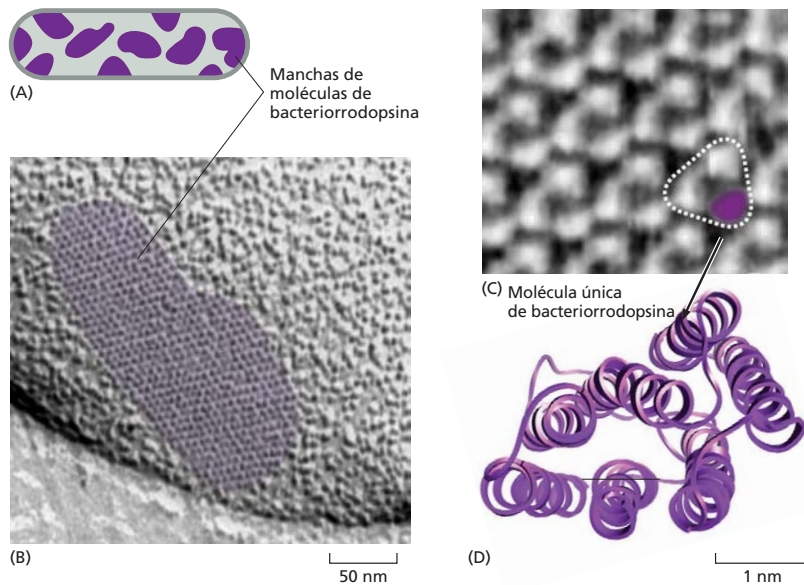 (A)
Manchas de
moléculas de
bacteriorrodopsina
(B)
50 nm
(C)
Molécula única
de bacteriorrodopsina
(D)
1 nm